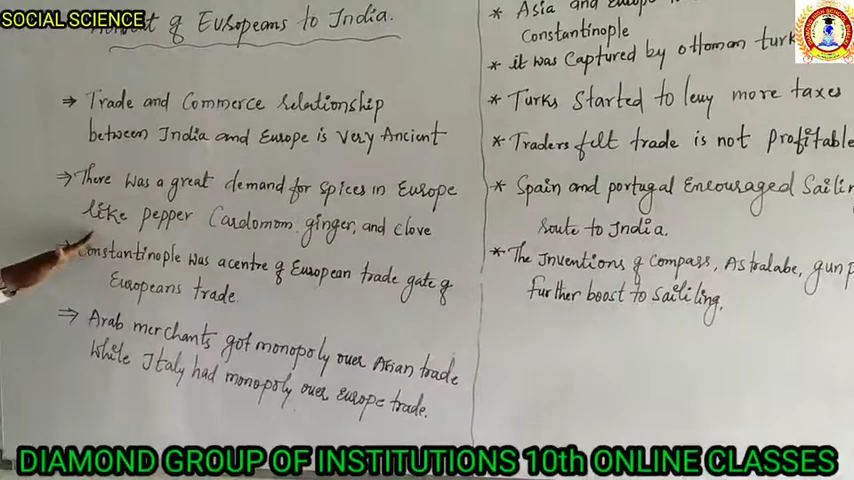 SOCIAL SCIENCE
of Europeans to India.
⇒ Trade and Commerce relationship
between India and Europe is very Ancient
⇒ There was a great demand for spices in Europe
like pepper Cardomom ginger, and clove
Constantinople was a centre of European trade gate of
Europeans trade.
⇒ Arab merchants got monopoly over Asian trade
while Italy had monopoly over Europe trade.
* Asia and Europe
Constantinople
* it was captured by ottoman turks
* Turks Started to levy more taxes
* Traders felt trade is not profitable
* Spain and portugal Encouraged
route to India.
* The Inventions of compass, Astralabe, gun
further boost to sailiing.
DIAMOND GROUP OF INSTITUTIONS 10th ONLINE CLASSES